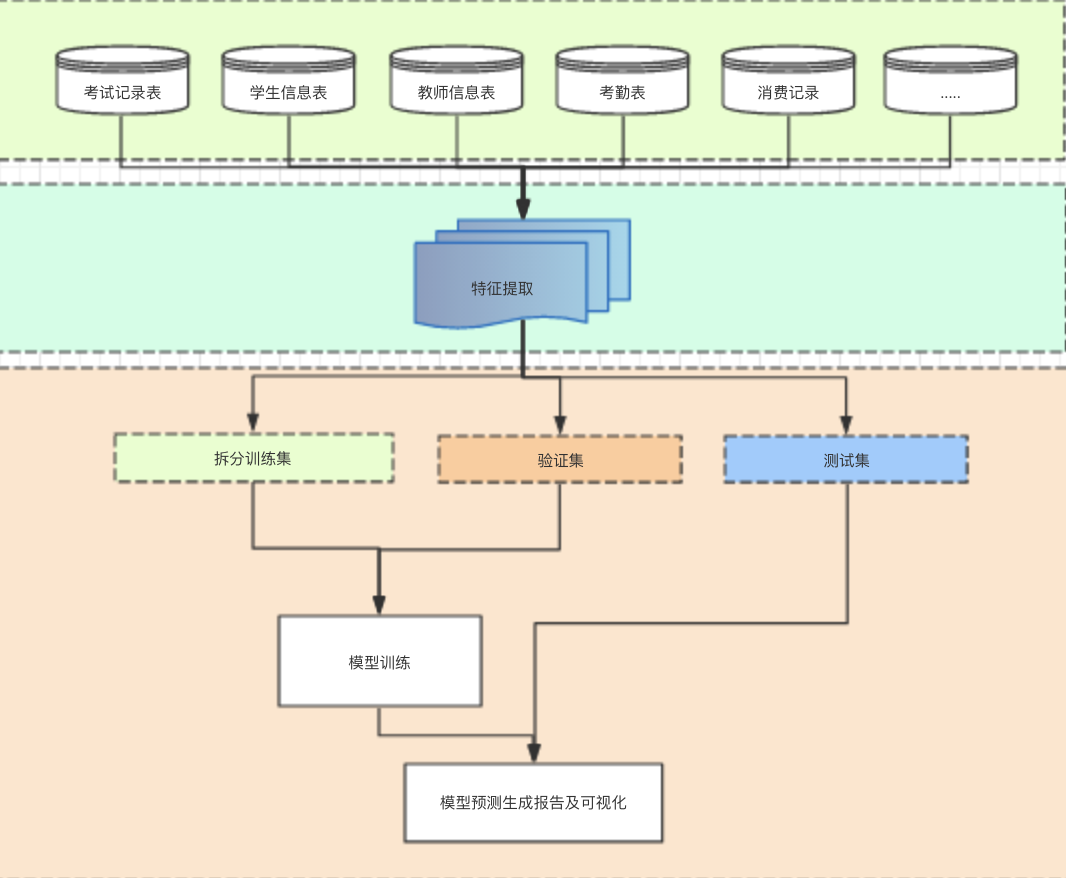 考试记录表
学生信息表
教师信息表
考勤表
消费记录
.....
特征提取
拆分训练集
验证集
测试集
模型训练
模型预测生成报告及可视化